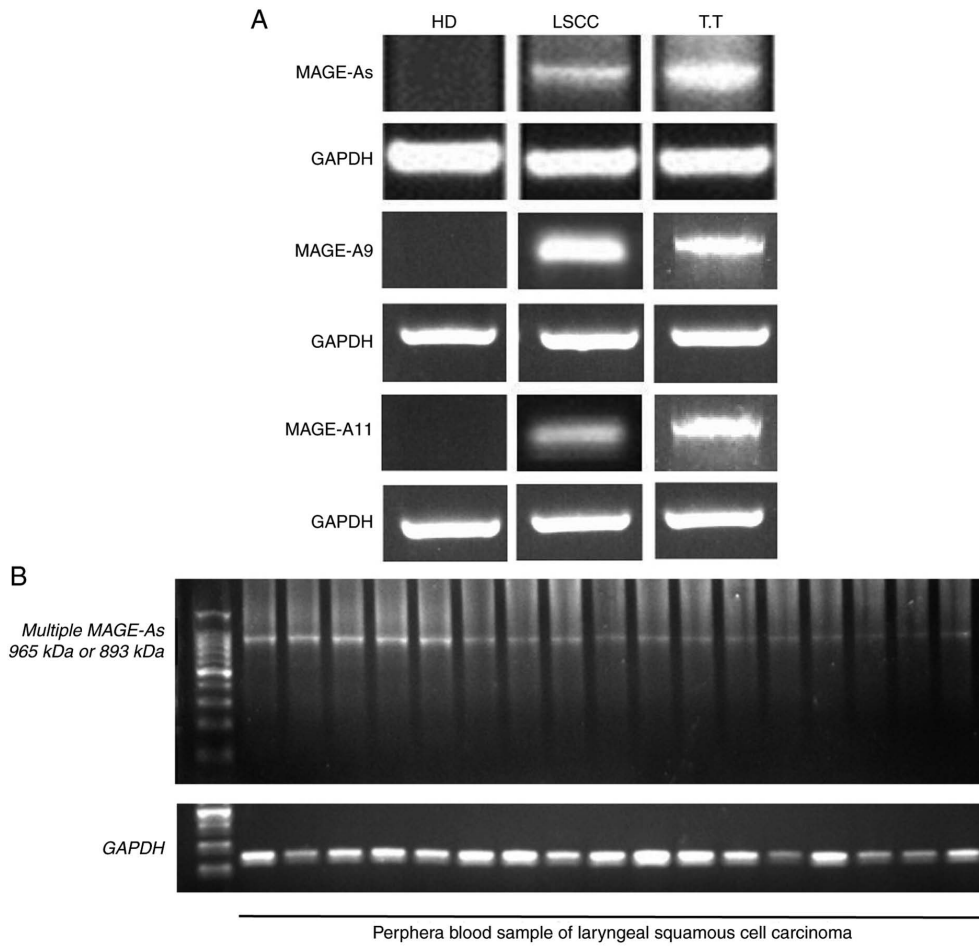 A
HD LSCC T.T
MAGE-As
GAPDH
MAGE-A9
GAPDH
MAGE-A11
GAPDH
B
Multiple MAGE-As
965 kDa or 893 kDa
GAPDH
Perphera blood sample of laryngeal squamous cell carcinoma